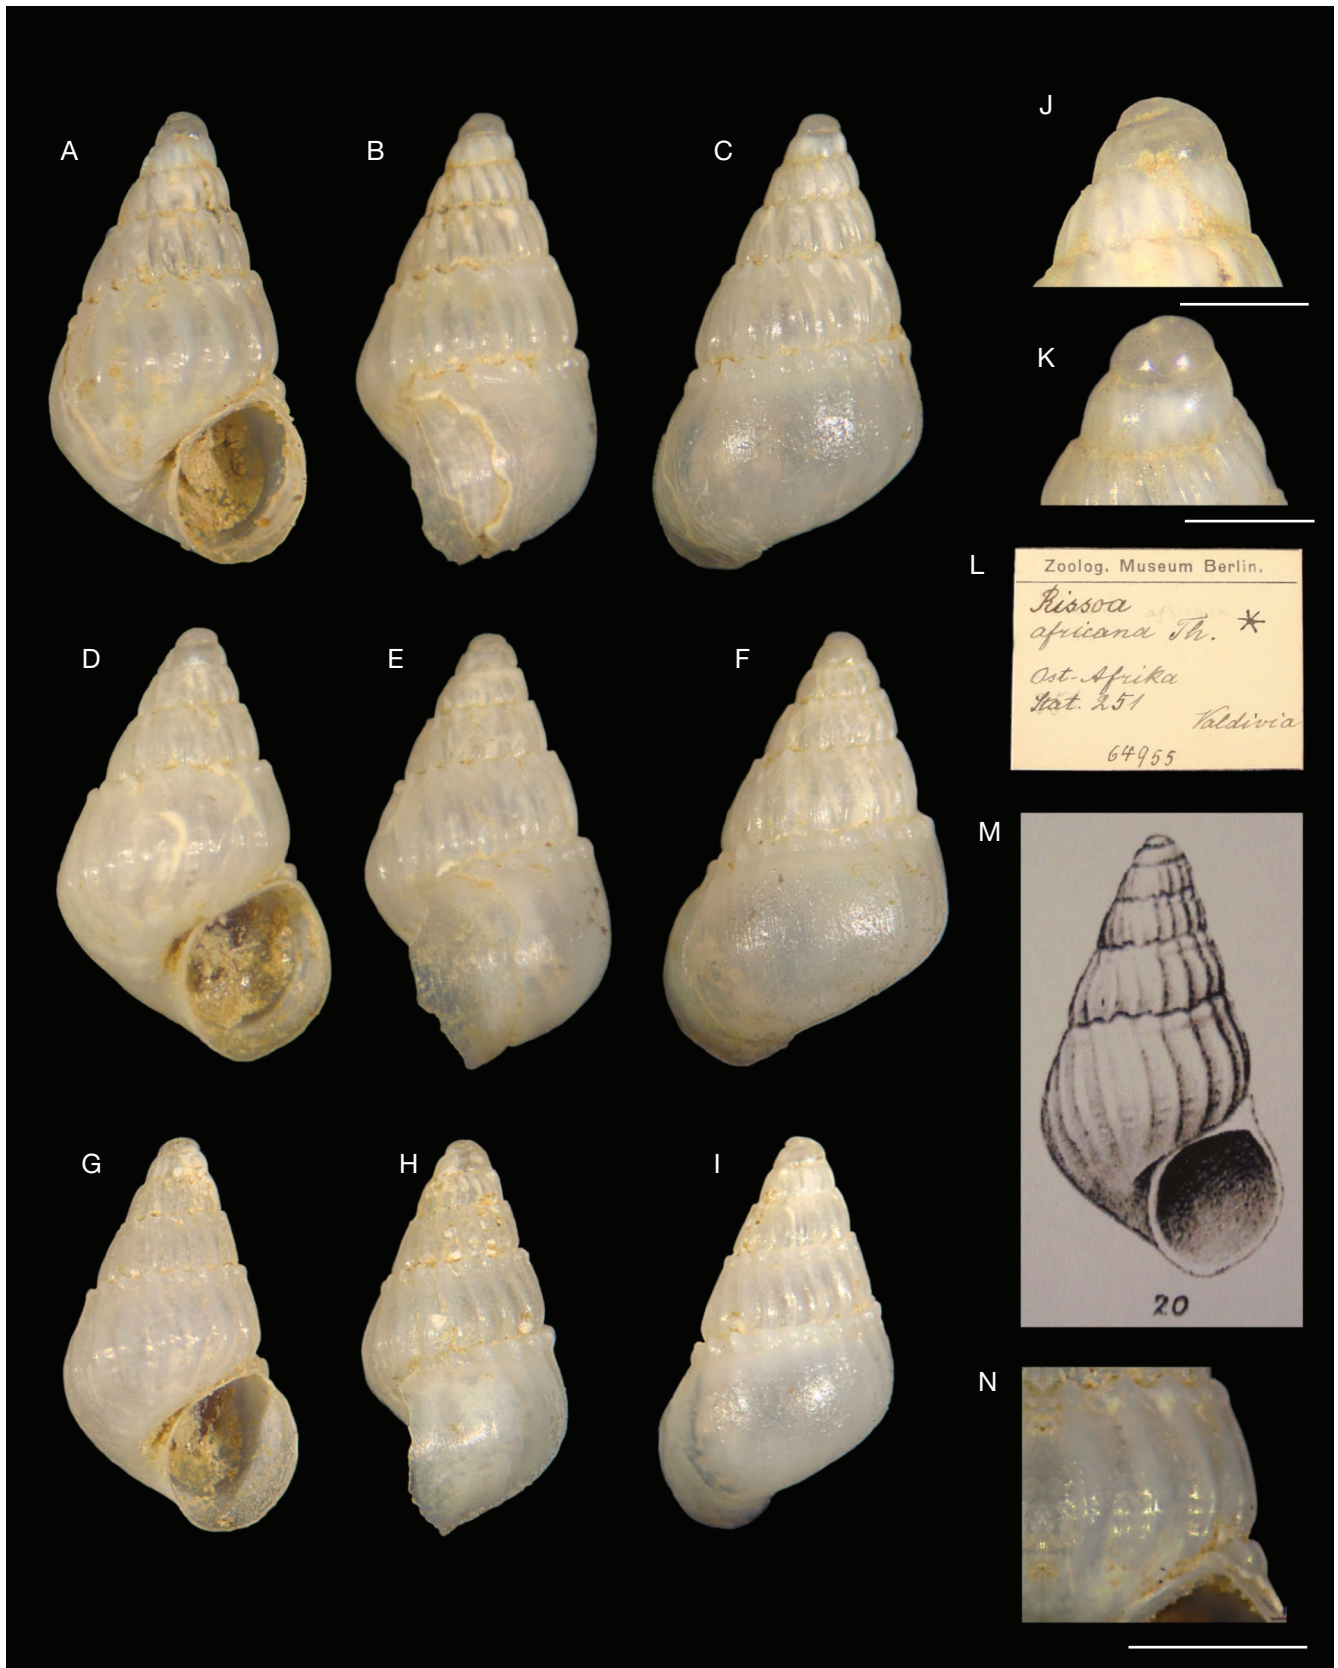 A
B
C
J
K
L
Zoolog. Museum Berlin.
Rissoa
africana Th. *
Ost-Afrika
Stat. 251
Valdivia
64955
D
E
F
M
20
G
H
I
N